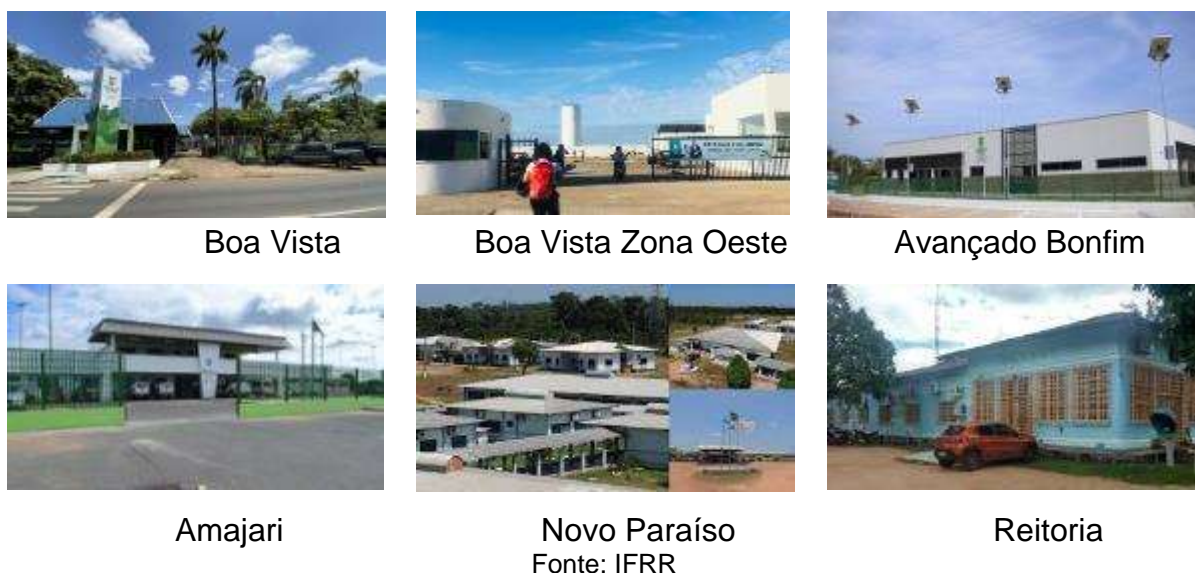 Boa Vista
Boa Vista Zona Oeste
Avançado Bonfim
Amajari
Novo Paraíso
Reitoria
Fonte: IFRR